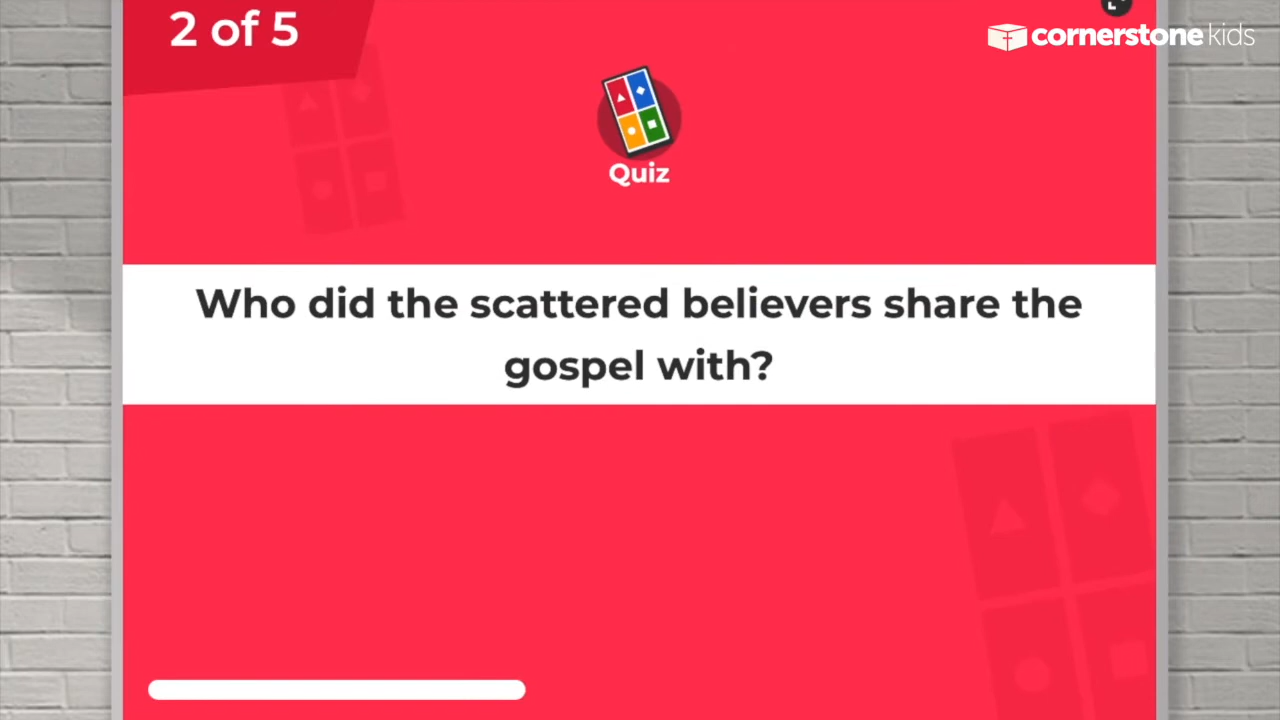 2 of 5
cornerstone kids
Quiz
Who did the scattered believers share the
gospel with?